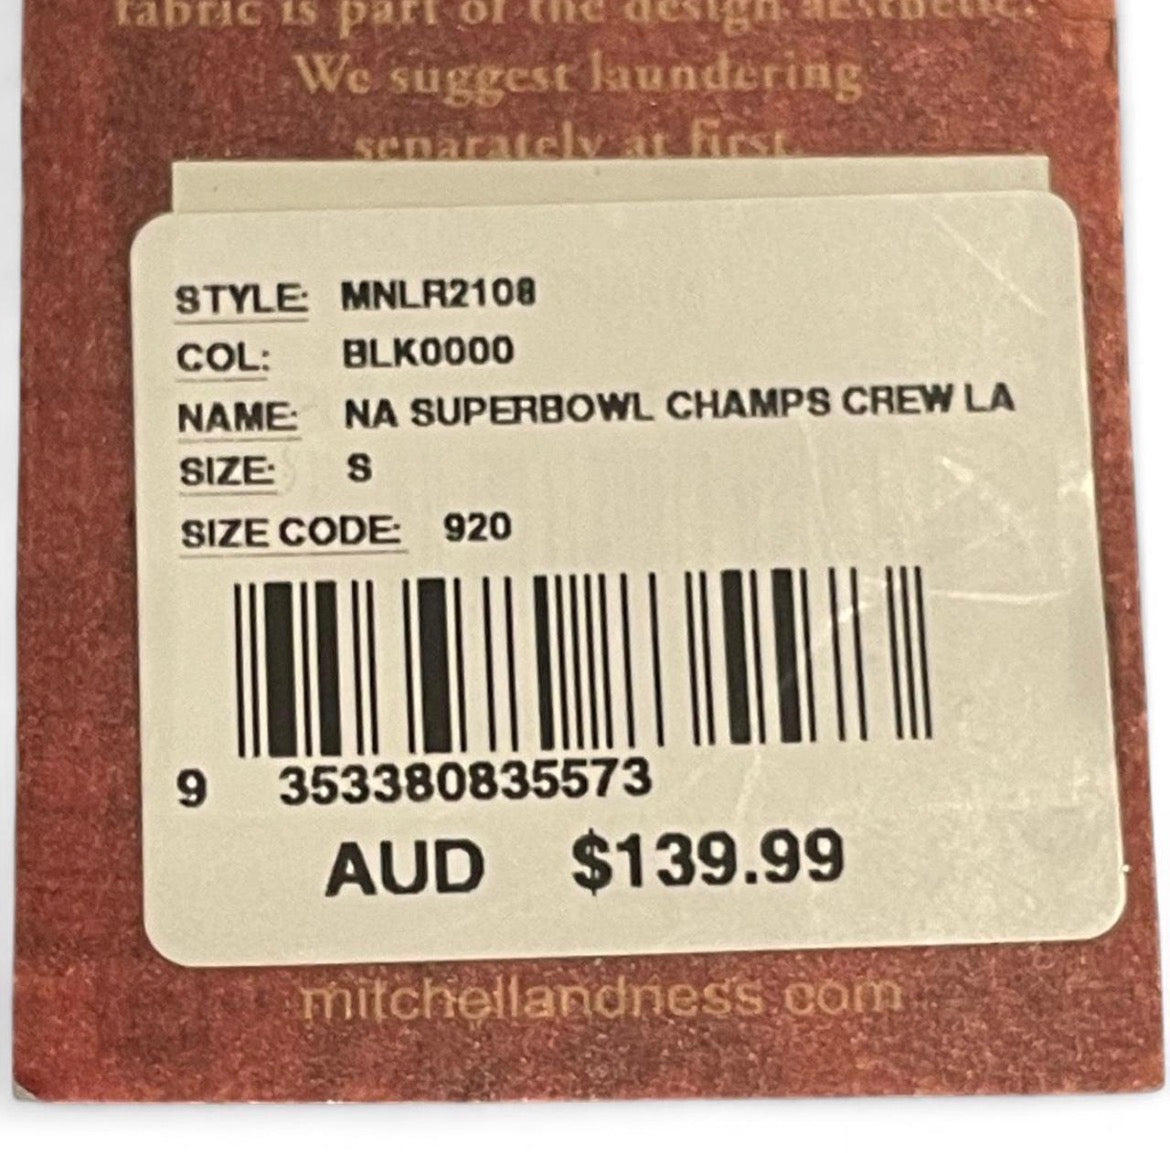 fabric is part of the design aesthetic.
We suggest laundering
separately at first.
STYLE: MNLR2108
COL: BLK0000
NAME: NA SUPERBOWL CHAMPS CREW LA
SIZE: S
SIZE CODE: 920
9 353380835573
AUD $139.99
mitchellandness.com